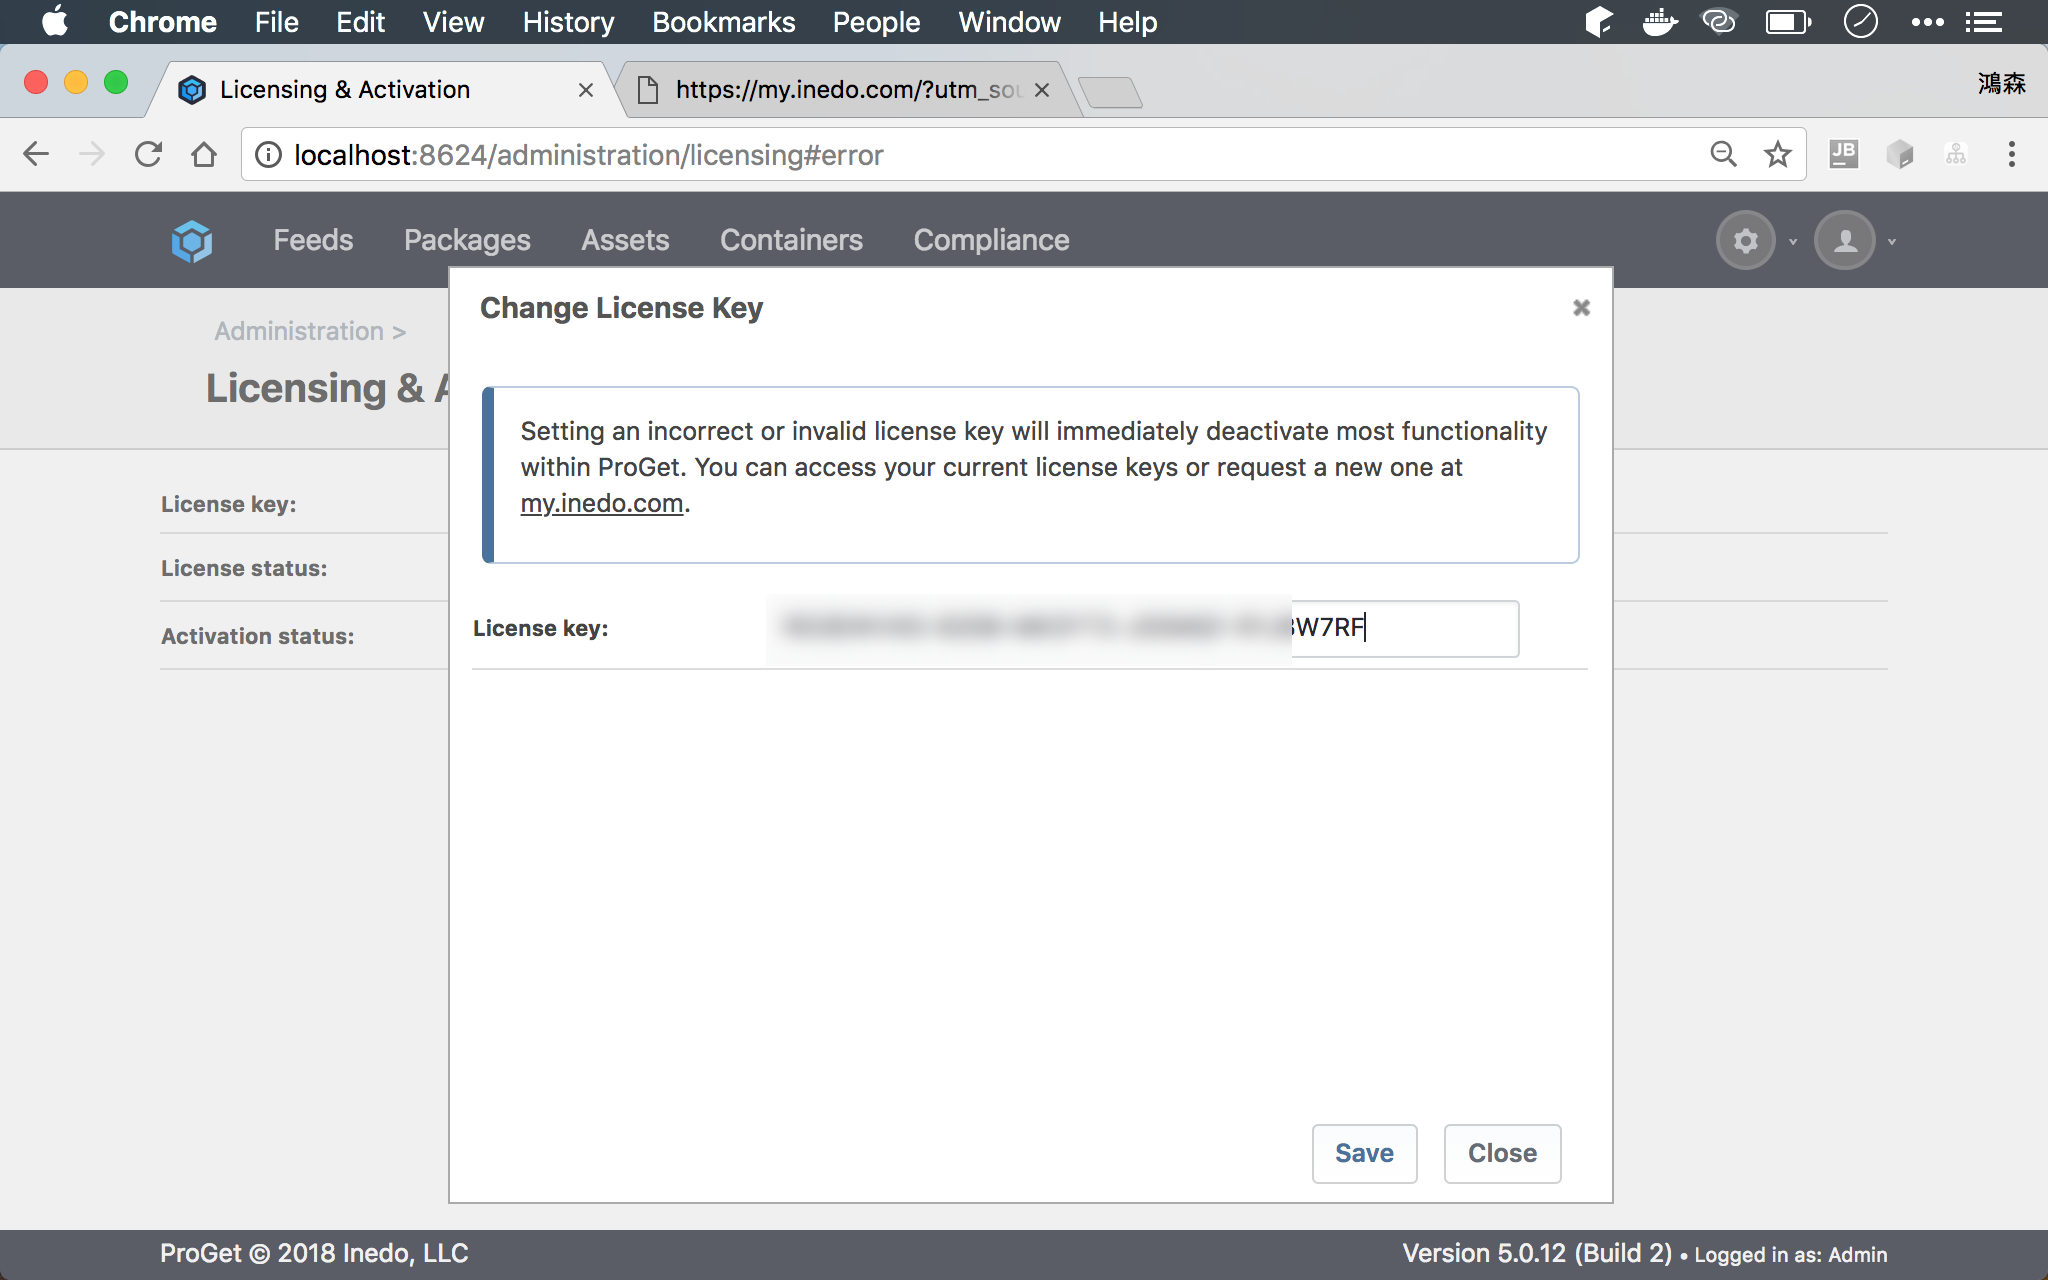 Chrome File Edit View History Bookmarks People Window Help
Licensing & Activation
https://my.inedo.com/?utm_sou
鴻森
localhost:8624/administration/licensing#error
JB
Feeds Packages Assets Containers Compliance
Administration >
Licensing & A
Change License Key
Setting an incorrect or invalid license key will immediately deactivate most functionality
within ProGet. You can access your current license keys or request a new one at
my.inedo.com.
License key:
License status:
Activation status:
License key: W7RF
Save Close
ProGet © 2018 Inedo, LLC
Version 5.0.12 (Build 2) • Logged in as: Admin